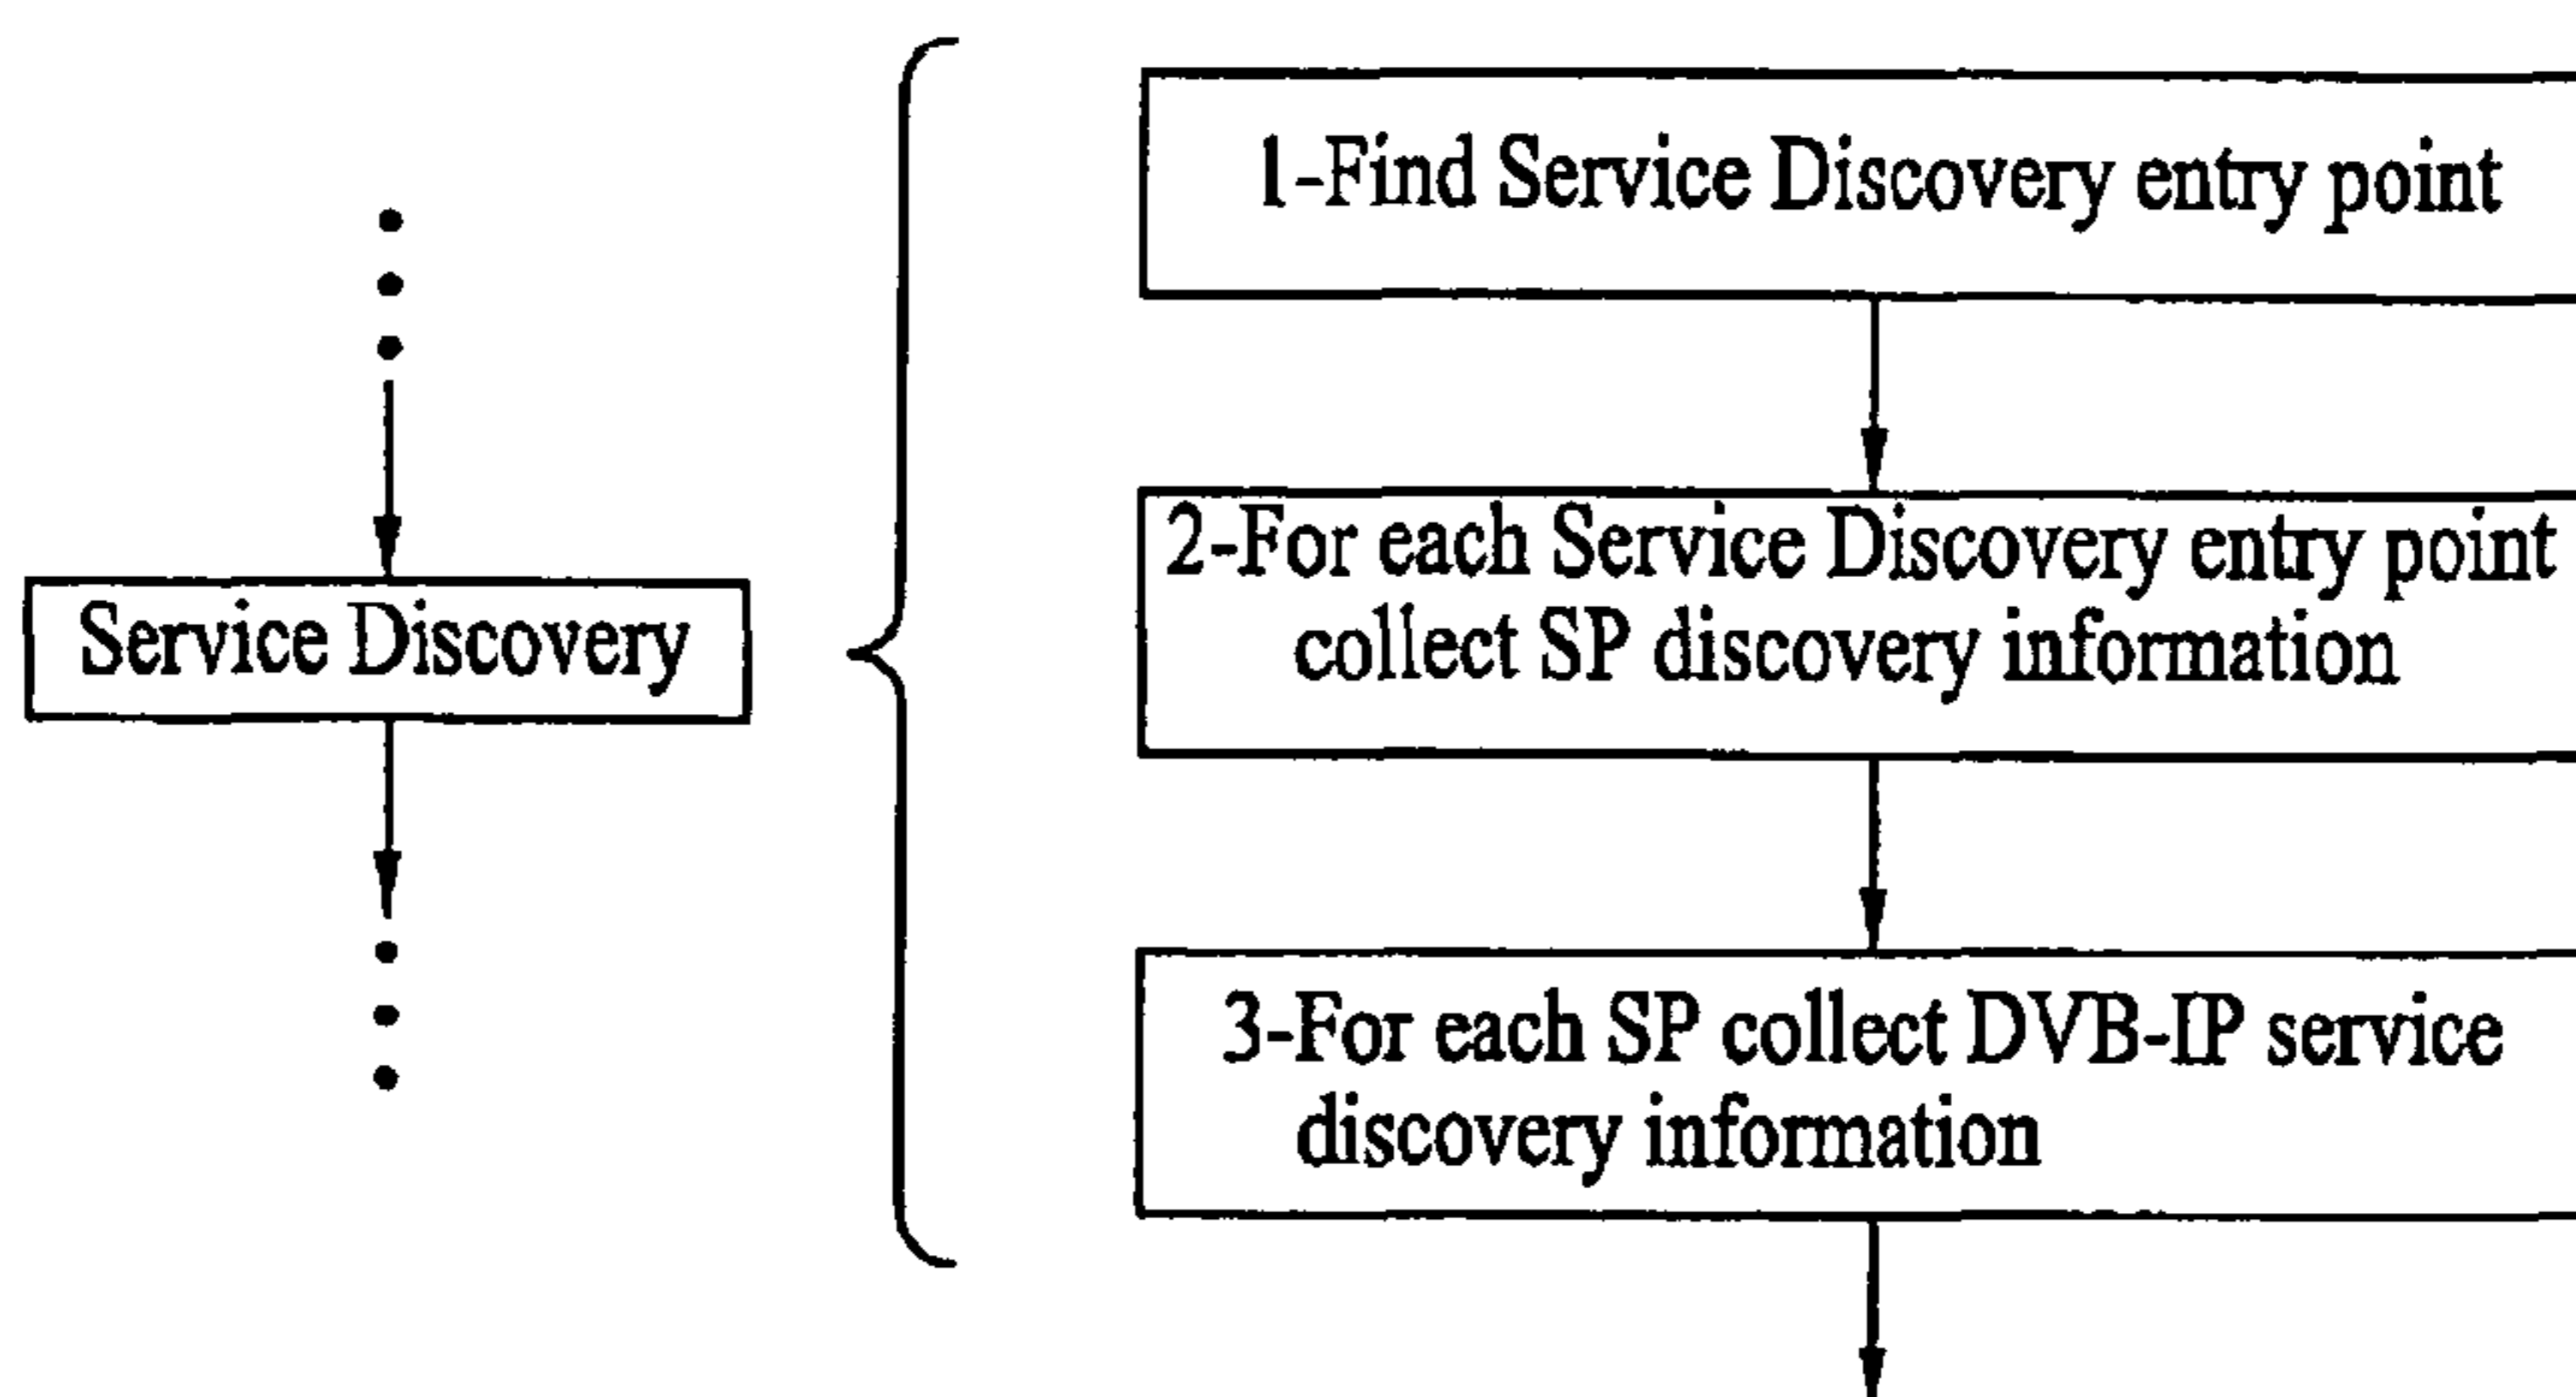 Service Discovery
1-Find Service Discovery entry point
2-For each Service Discovery entry point
collect SP discovery information
3-For each SP collect DVB-IP service
discovery information